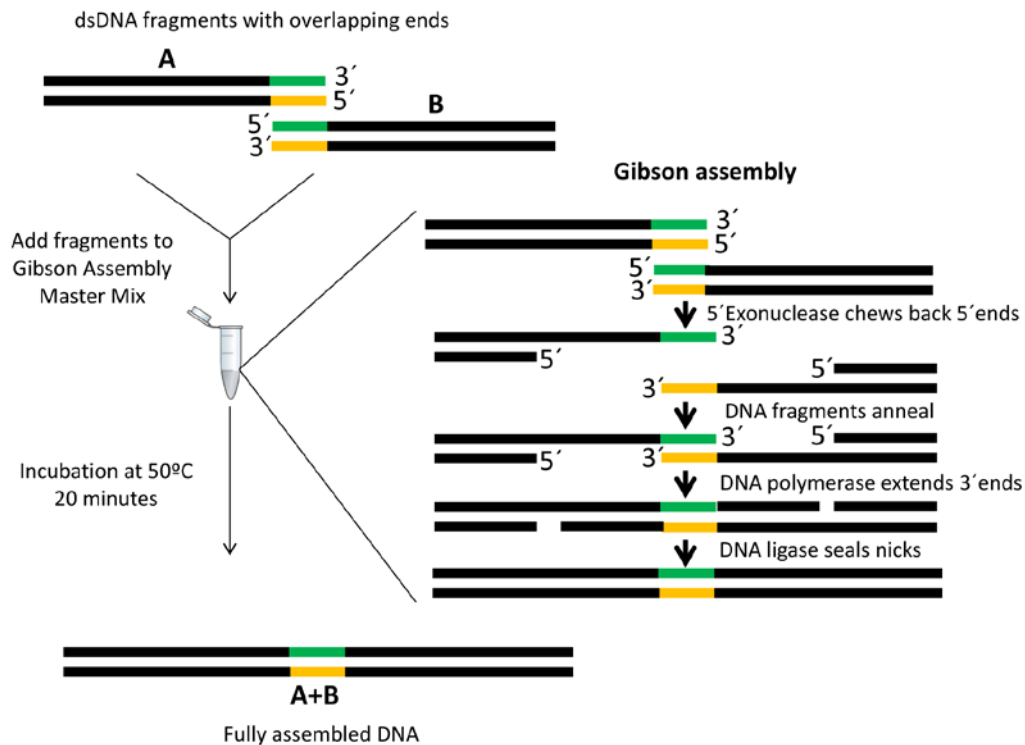 dsDNA fragments with overlapping ends
A
3´
5´
B
5´
3´
Add fragments to
Gibson Assembly
Master Mix
Incubation at 50ºC
20 minutes
Gibson assembly
3´
5´
5´
3´
5´Exonuclease chews back 5´ends
3´
5´
5´
3´
DNA fragments anneal
3´
5´
5´
3´
DNA polymerase extends 3´ends
DNA ligase seals nicks
A+B
Fully assembled DNA